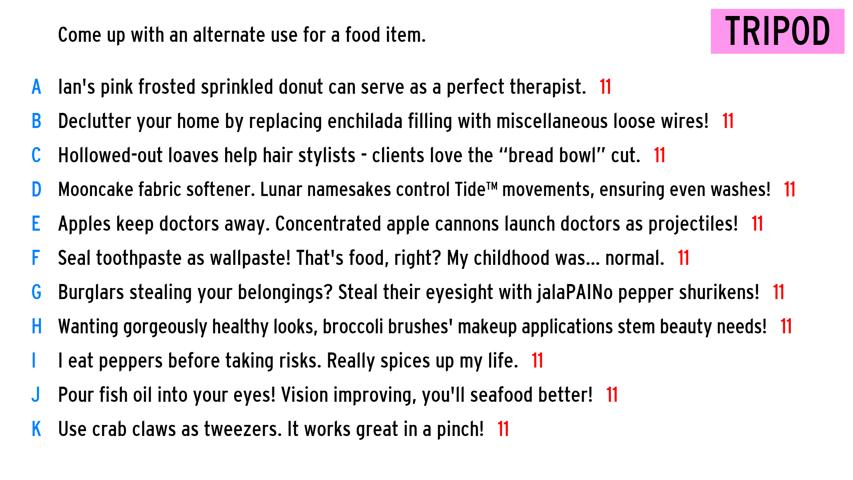 Come up with an alternate use for a food item.
TRIPOD
A Ian's pink frosted sprinkled donut can serve as a perfect therapist. 11
B Declutter your home by replacing enchilada filling with miscellaneous loose wires! 11
C Hollowed-out loaves help hair stylists - clients love the “bread bowl” cut. 11
D Mooncake fabric softener. Lunar namesakes control Tide™ movements, ensuring even washes! 11
E Apples keep doctors away. Concentrated apple cannons launch doctors as projectiles! 11
F Seal toothpaste as wallpaste! That's food, right? My childhood was... normal. 11
G Burglars stealing your belongings? Steal their eyesight with jalaPAINo pepper shurikens! 11
H Wanting gorgeously healthy looks, broccoli brushes' makeup applications stem beauty needs! 11
I I eat peppers before taking risks. Really spices up my life. 11
J Pour fish oil into your eyes! Vision improving, you'll seafood better! 11
K Use crab claws as tweezers. It works great in a pinch! 11